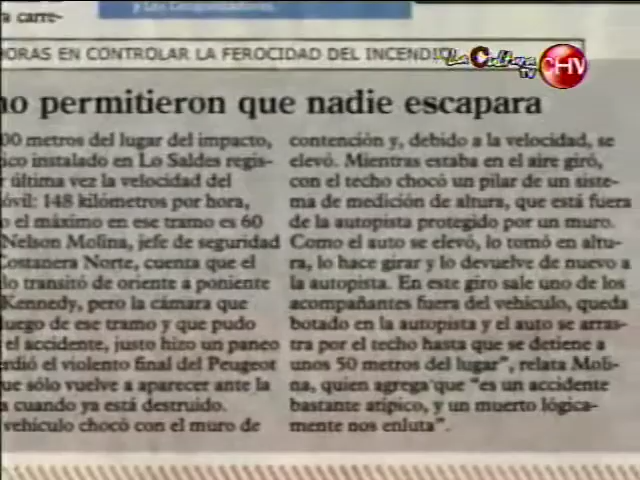 a carre-
y Los Conquistadores.
HORAS EN CONTROLAR LA FEROCIDAD DEL INCENDIO
La Cultura
TV
CHV
no permitieron que nadie escapara
00 metros del lugar del impacto,
ico instalado en Lo Saldes regis-
r última vez la velocidad del
óvil: 148 kilómetros por hora,
o el máximo en ese tramo es 60
Nelson Molina, jefe de seguridad
Costanera Norte, cuenta que el
lo transitó de oriente a poniente
Kennedy, pero la cámara que
luego de ese tramo y que pudo
el accidente, justo hizo un paneo
rdió el violento final del Peugeot
ue sólo vuelve a aparecer ante la
a cuando ya está destruido.
vehículo chocó con el muro de
contención y, debido a la velocidad, se
elevó. Mientras estaba en el aire giró,
con el techo chocó un pilar de un siste-
ma de medición de altura, que está fuera
de la autopista protegido por un muro.
Como el auto se elevó, lo tomó en altu-
ra, lo hace girar y lo devuelve de nuevo a
la autopista. En este giro sale uno de los
acompañantes fuera del vehículo, queda
botado en la autopista y el auto se arras-
tra por el techo hasta que se detiene a
unos 50 metros del lugar", relata Moli-
na, quien agrega que "es un accidente
bastante atípico, y un muerto lógica-
mente nos enluta".